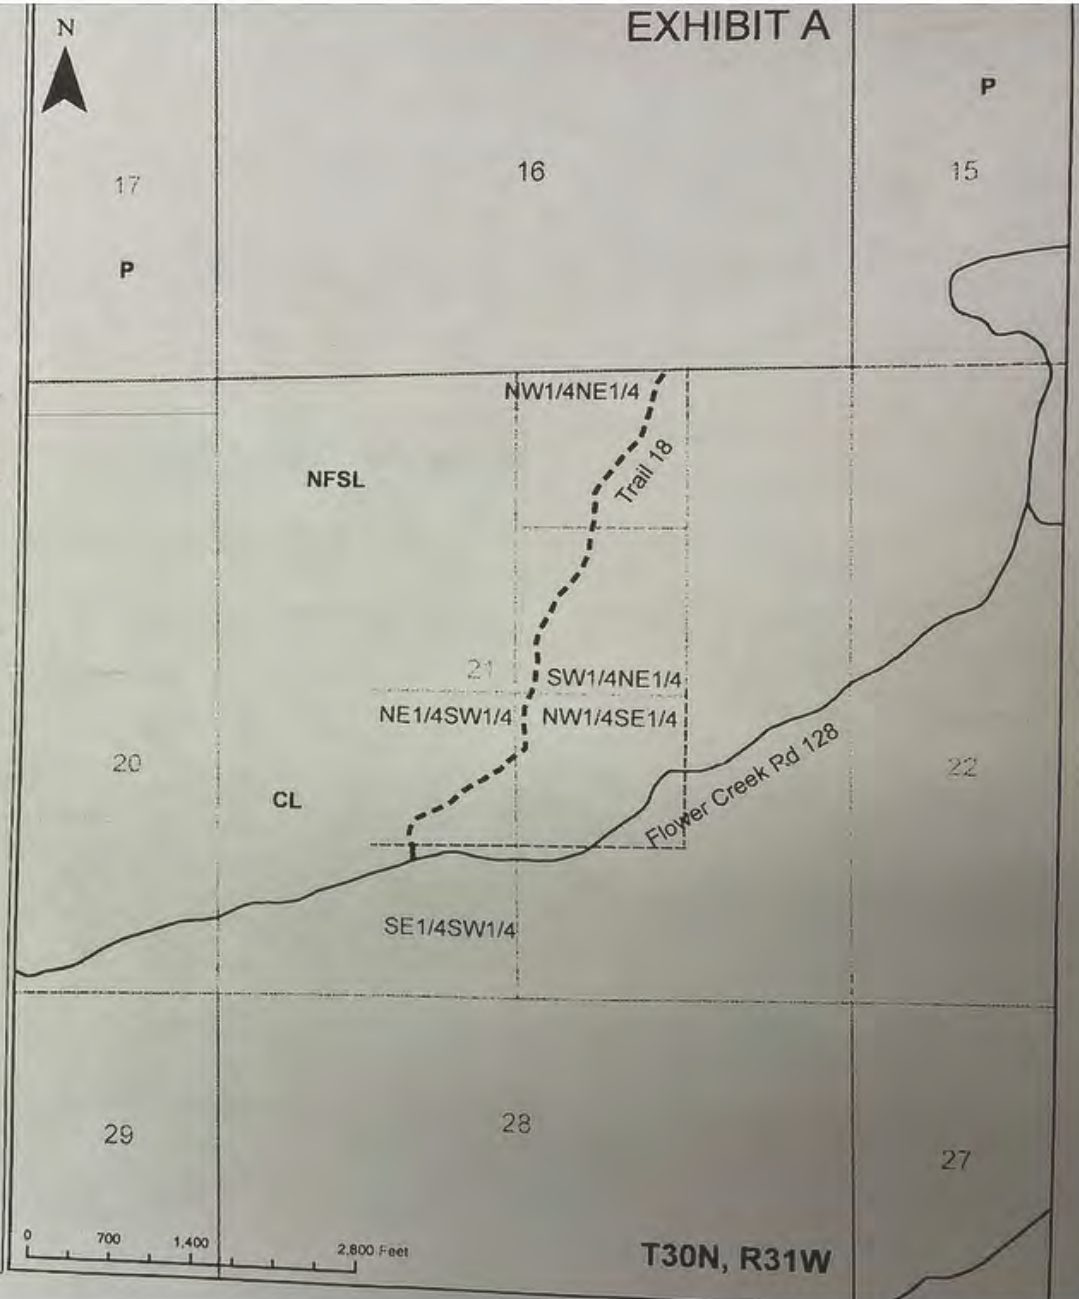 N
EXHIBIT A
P
17
16
15
P
NW1/4NE1/4
NFSL
Trail 18
21
SW1/4NE1/4
NE1/4SW1/4
NW1/4SE1/4
20
Flower Creek Rd 128
22
CL
SE1/4SW1/4
29
28
27
0
700
1,400
2,800 Feet
T30N, R31W